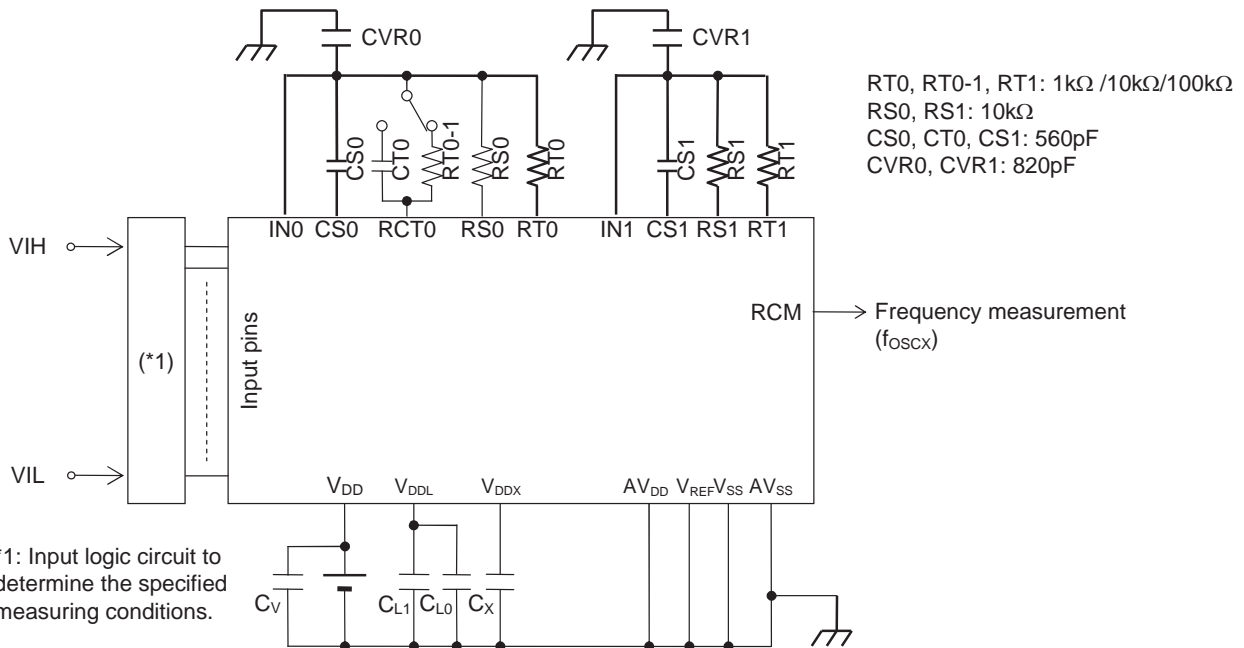 CVR0
CVR1
RT0, RT0-1, RT1: 1kΩ /10kΩ/100kΩ
RS0, RS1: 10kΩ
CS0, CT0, CS1: 560pF
CVR0, CVR1: 820pF
CS0
CT0
RT0-1
RS0
RT0
CS1
RS1
RT1
IN0 CS0 RCT0 RS0 RT0
IN1 CS1 RS1 RT1
VIH
(*1)
Input pins
RCM
Frequency measurement
(fOSCX)
VIL
VDD VDDL VDDX AVDD VREF VSS AVSS
*1: Input logic circuit to
determine the specified
measuring conditions.
CV
CL1 CL0 CX